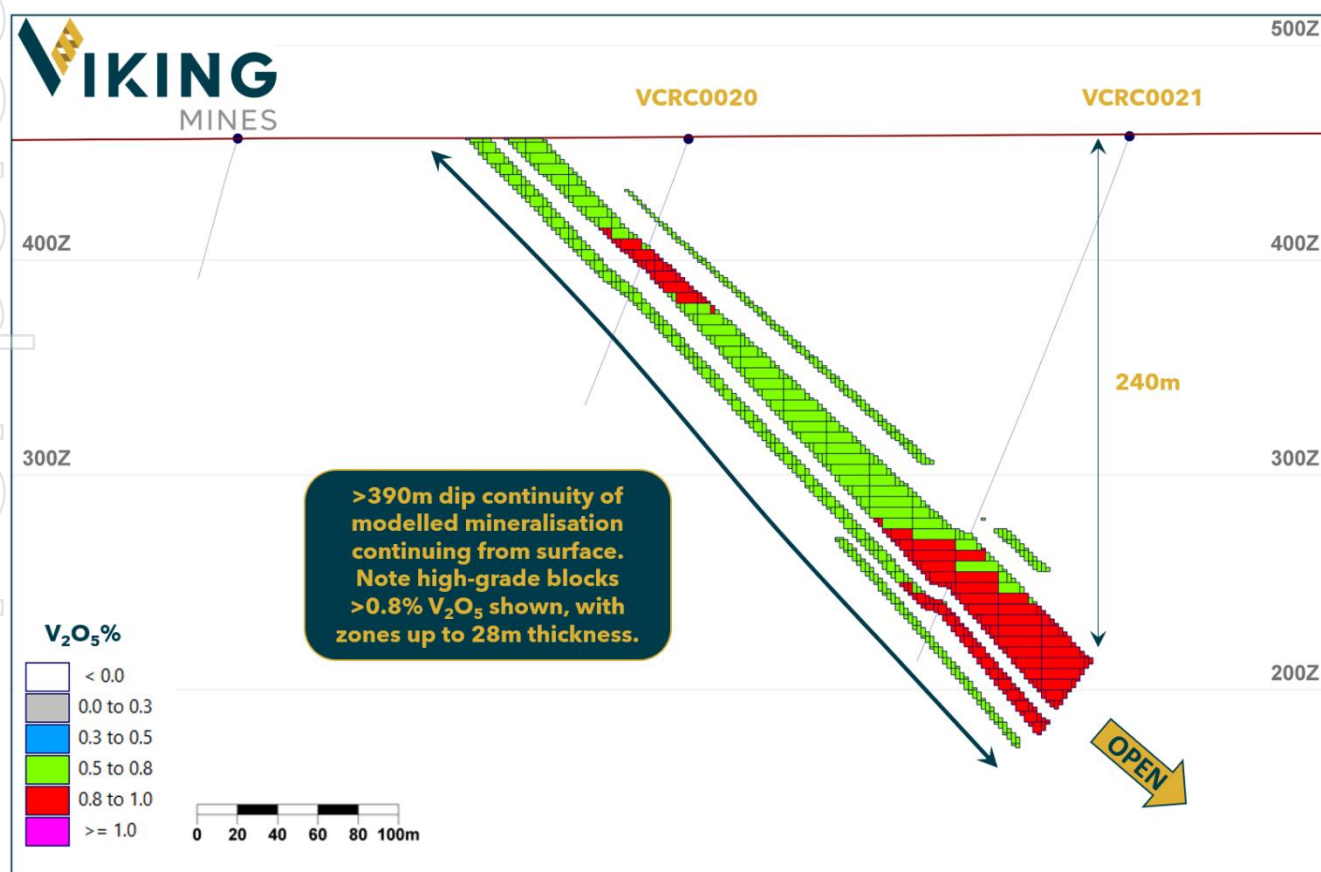 VIKING
MINES
500Z
VCRC0020
VCRC0021
400Z
400Z
240m
300Z
300Z
>390m dip continuity of
modelled mineralisation
continuing from surface.
Note high-grade blocks
>0.8% V₂O₅ shown, with
zones up to 28m thickness.
200Z
OPEN
V₂O₅%
< 0.0
0.0 to 0.3
0.3 to 0.5
0.5 to 0.8
0.8 to 1.0
>= 1.0
0 20 40 60 80 100m